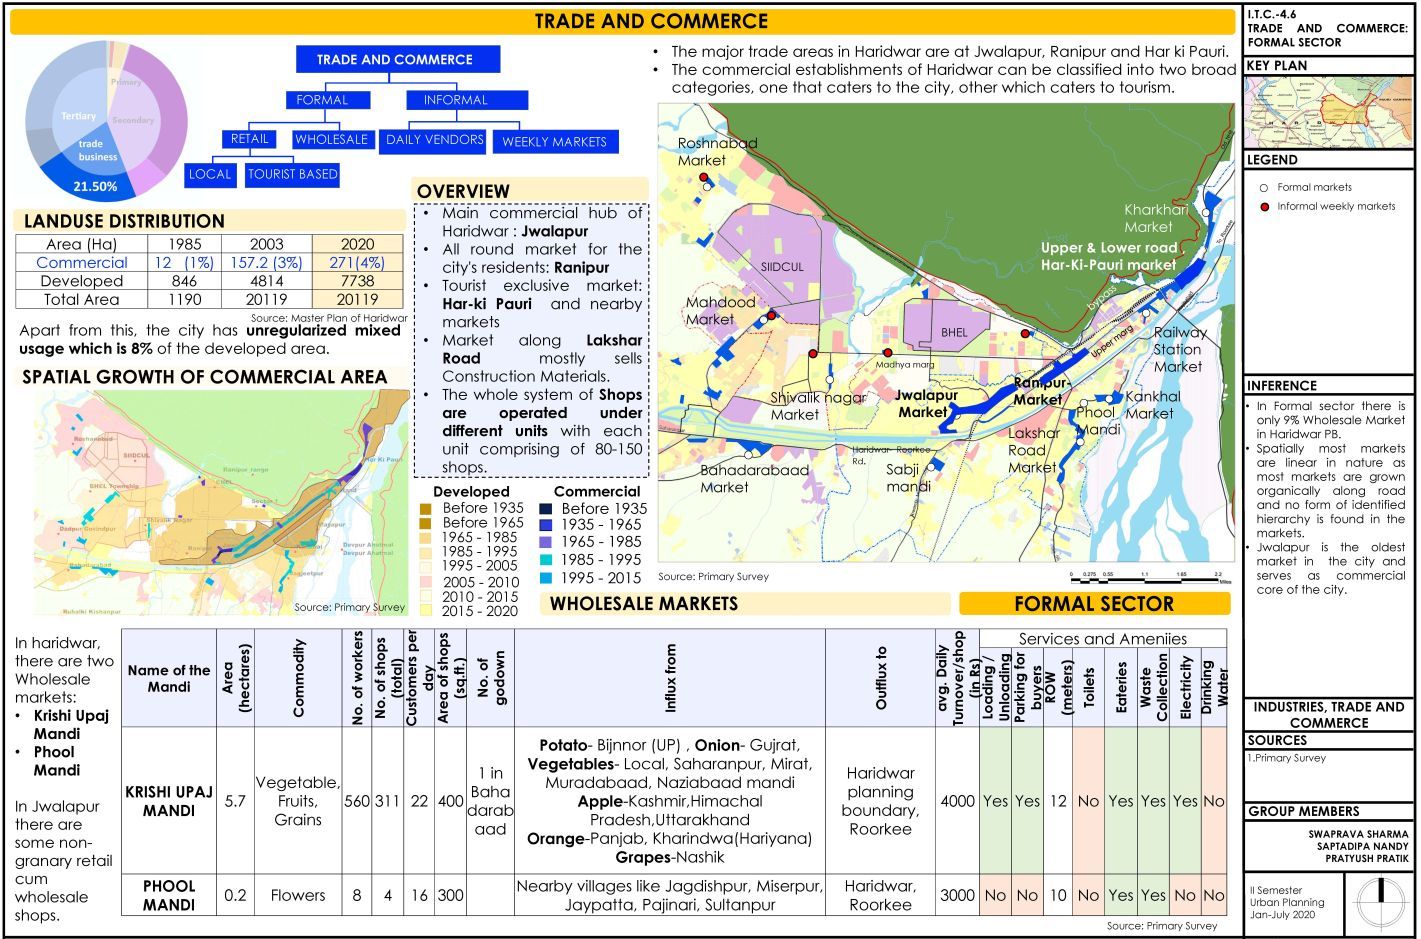 TRADE AND COMMERCE
Primary
Secondary
Tertiary
trade
business
21.50%
TRADE AND COMMERCE
FORMAL
INFORMAL
RETAIL
WHOLESALE
DAILY VENDORS
WEEKLY MARKETS
LOCAL
TOURIST BASED
• The major trade areas in Haridwar are at Jwalapur, Ranipur and Har ki Pauri.
• The commercial establishments of Haridwar can be classified into two broad
categories, one that caters to the city, other which caters to tourism.
LANDUSE DISTRIBUTION
Area (Ha) 1985 2003 2020
Commercial 12 (1%) 157.2 (3%) 271(4%)
Developed 846 4814 7738
Total Area 1190 20119 20119
Source: Master Plan of Haridwar
Apart from this, the city has unregularized mixed
usage which is 8% of the developed area.
SPATIAL GROWTH OF COMMERCIAL AREA
Roshnabad
SIIDCUL
Ranipur range
BHEL Township
Sector 1
Shivalik Nagar
Dadpur Govindpur
Bahadarabad
Har Ki Pauri
Devpur Ahatmal
Devpur Ahatmal
Jagjeetpur
Rubalki Kishanpur
Source: Primary Survey
OVERVIEW
• Main commercial hub of
Haridwar : Jwalapur
• All round market for the
city's residents: Ranipur
• Tourist exclusive market:
Har-ki Pauri and nearby
markets
• Market along Lakshar
Road mostly sells
Construction Materials.
• The whole system of Shops
are operated under
different units with each
unit comprising of 80-150
shops.
Developed
Before 1935
Before 1965
1965 - 1985
1985 - 1995
1995 - 2005
2005 - 2010
2010 - 2015
2015 - 2020
Commercial
Before 1935
1935 - 1965
1965 - 1985
1985 - 1995
1995 - 2015
Roshnabad
Market
SIIDCUL
Mahdood
Market
BHEL
Madhya marg
Shivalik nagar
Market
Jwalapur
Market
Ranipur-
Market
Kharkhari
Market
Upper & Lower road
Har-Ki-Pauri market
bypass
Upper marg
Railway
Station
Market
Kankhal
Market
Phool
Mandi
Lakshar
Road
Market
Haridwar- Roorkee
Rd.
Sabji
mandi
Bahadarabaad
Market
Source: Primary Survey
0 0.275 0.55 1.1 1.65 2.2
Miles
WHOLESALE MARKETS
FORMAL SECTOR
In haridwar,
there are two
Wholesale
markets:
• Krishi Upaj
Mandi
• Phool
Mandi
In Jwalapur
there are
some non-
granary retail
cum
wholesale
shops.
Name of the
Mandi
Area
(hectares)
Commodity
No. of workers
No. of shops
(total)
Customers per
day
Area of shops
(sq.ft.)
No. of
godown
Influx from
Outflux to
avg. Daily
Turnover/shop
(in Rs)
Services and Ameniies
Loading /
Unloading
Parking for
buyers
ROW
(meters)
Toilets
Eateries
Waste
Collection
Electricity
Drinking
Water
KRISHI UPAJ
MANDI
5.7
Vegetable,
Fruits,
Grains
560
311
22
400
1 in
Baha
darab
aad
Potato- Bijnnor (UP) , Onion- Gujrat,
Vegetables- Local, Saharanpur, Mirat,
Muradabaad, Naziabaad mandi
Apple-Kashmir,Himachal
Pradesh,Uttarakhand
Orange-Panjab, Kharindwa(Hariyana)
Grapes-Nashik
Haridwar
planning
boundary,
Roorkee
4000 Yes Yes 12 No Yes Yes Yes No
PHOOL
MANDI
0.2
Flowers
8
4
16
300
Nearby villages like Jagdishpur, Miserpur,
Jaypatta, Pajinari, Sultanpur
Haridwar,
Roorkee
3000 No No 10 No Yes Yes No No
Source: Primary Survey
I.T.C.-4.6
TRADE AND COMMERCE:
FORMAL SECTOR
KEY PLAN
LEGEND
Formal markets
Informal weekly markets
INFERENCE
• In Formal sector there is
only 9% Wholesale Market
in Haridwar PB.
• Spatially most markets
are linear in nature as
most markets are grown
organically along road
and no form of identified
hierarchy is found in the
markets.
• Jwalapur is the oldest
market in the city and
serves as commercial
core of the city.
INDUSTRIES, TRADE AND
COMMERCE
SOURCES
1.Primary Survey
GROUP MEMBERS
SWAPRAVA SHARMA
SAPTADIPA NANDY
PRATYUSH PRATIK
II Semester
Urban Planning
Jan-July 2020